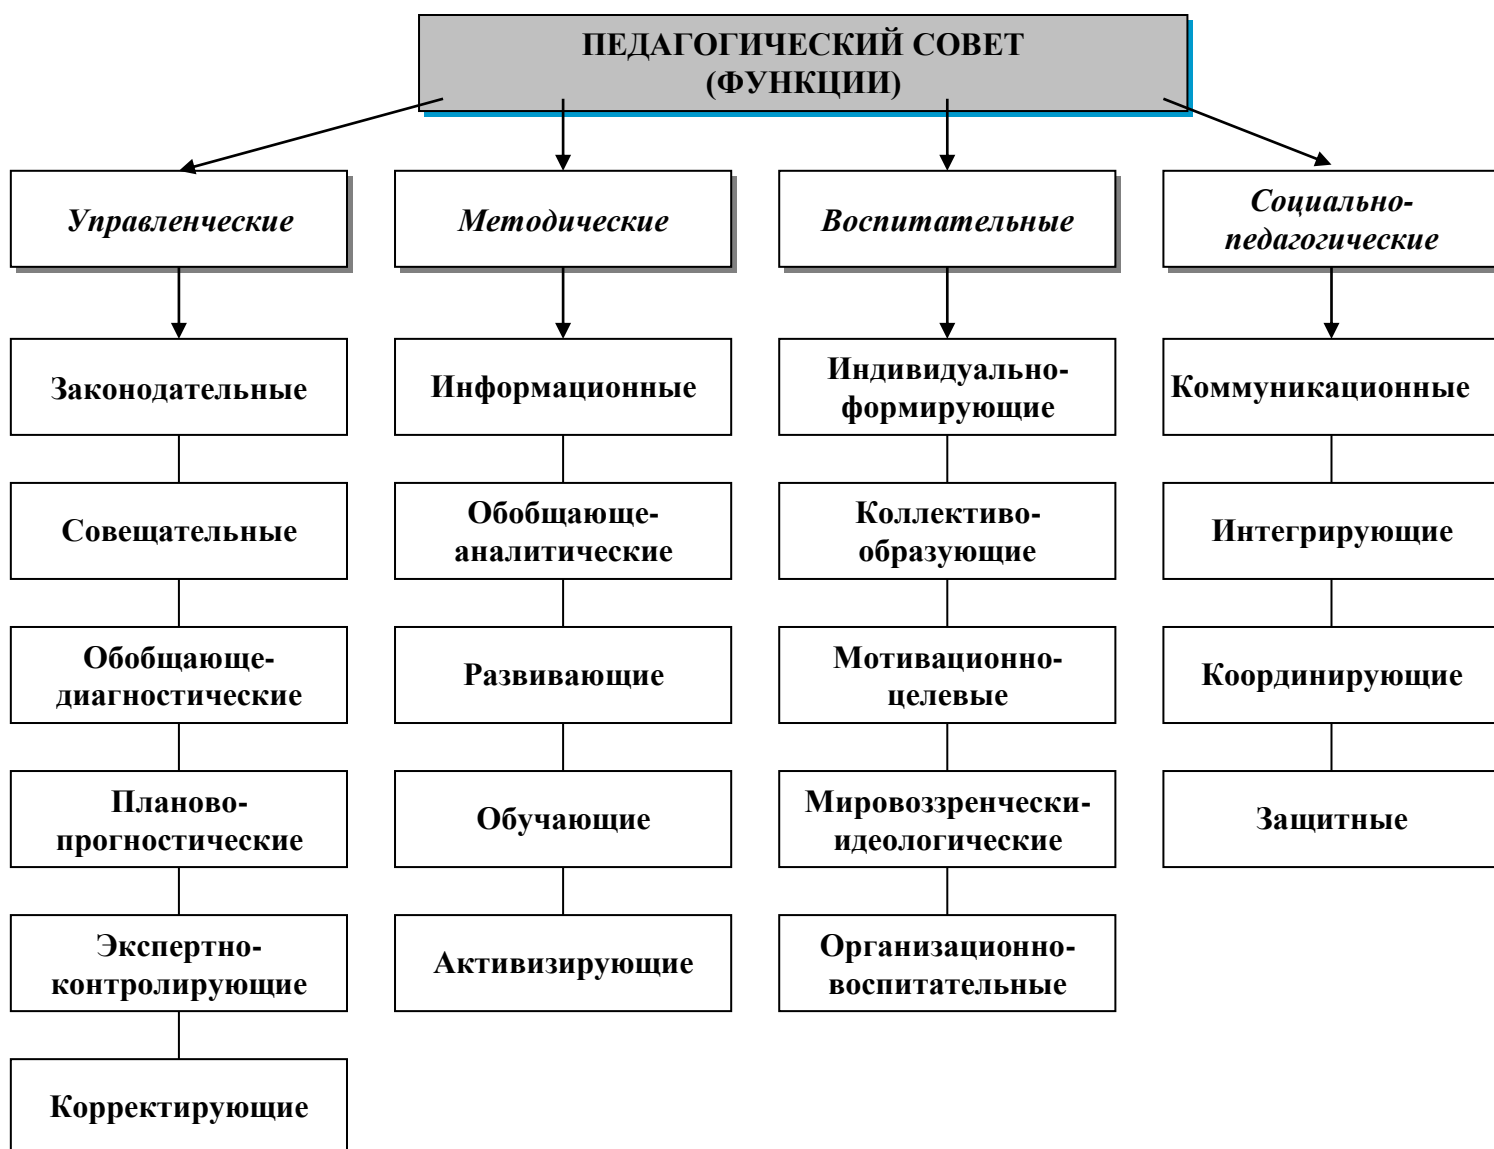 ПЕДАГОГИЧЕСКИЙ СОВЕТ
(ФУНКЦИИ)
Управленческие
Методические
Воспитательные
Социально-
педагогические
Законодательные
Информационные
Индивидуально-
формирующие
Коммуникационные
Совещательные
Обобщающе-
аналитические
Коллективо-
образующие
Интегрирующие
Обобщающе-
диагностические
Развивающие
Мотивационно-
целевые
Координирующие
Планово-
прогностические
Обучающие
Мировоззренчески-
идеологические
Защитные
Экспертно-
контролирующие
Активизирующие
Организационно-
воспитательные
Корректирующие